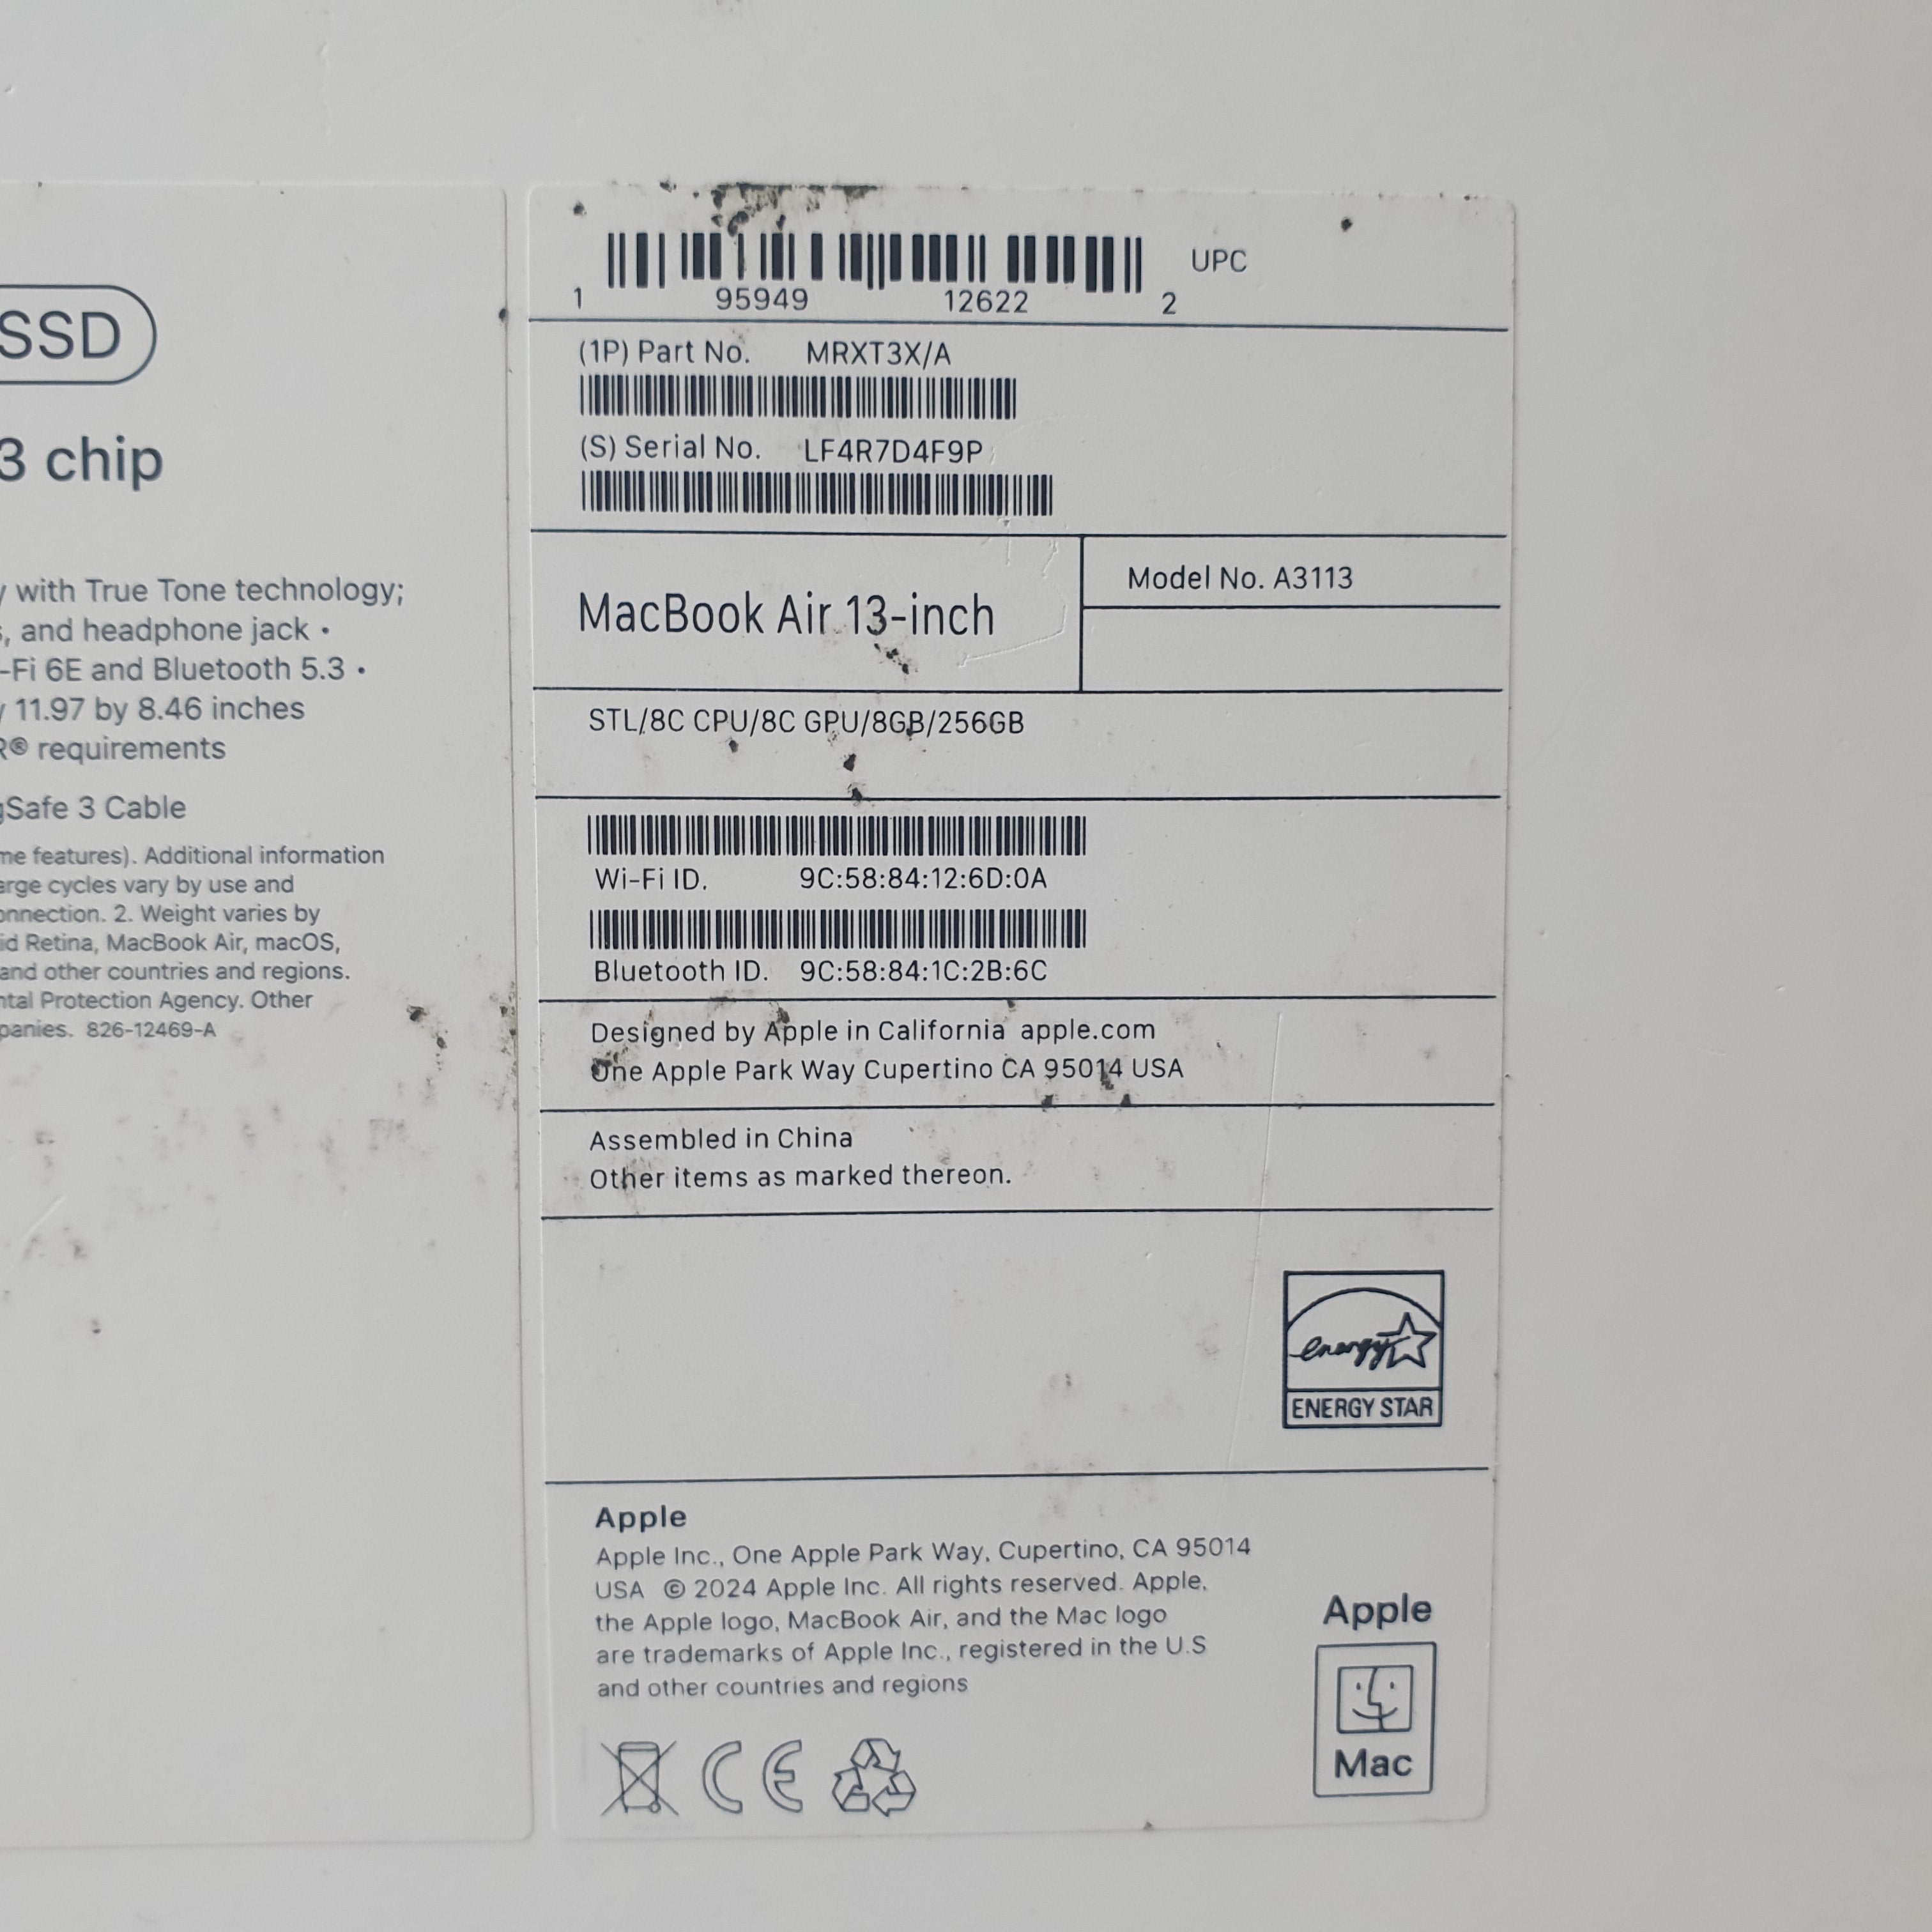 SSD
3 chip
with True Tone technology;
, and headphone jack •
-Fi 6E and Bluetooth 5.3 •
11.97 by 8.46 inches
R® requirements
gSafe 3 Cable
me features). Additional information
arge cycles vary by use and
onnection. 2. Weight varies by
id Retina, MacBook Air, macOS,
and other countries and regions.
ntal Protection Agency. Other
panies. 826-12469-A
1 95949 12622 2 UPC
(1P) Part No. MRXT3X/A
(S) Serial No. LF4R7D4F9P
MacBook Air 13-inch
Model No. A3113
STL/8C CPU/8C GPU/8GB/256GB
Wi-Fi ID. 9C:58:84:12:6D:0A
Bluetooth ID. 9C:58:84:1C:2B:6C
Designed by Apple in California apple.com
One Apple Park Way Cupertino CA 95014 USA
Assembled in China
Other items as marked thereon.
energy
ENERGY STAR
Apple
Apple Inc., One Apple Park Way, Cupertino, CA 95014
USA © 2024 Apple Inc. All rights reserved. Apple,
the Apple logo, MacBook Air, and the Mac logo
are trademarks of Apple Inc., registered in the U.S
and other countries and regions
CE
Apple
Mac